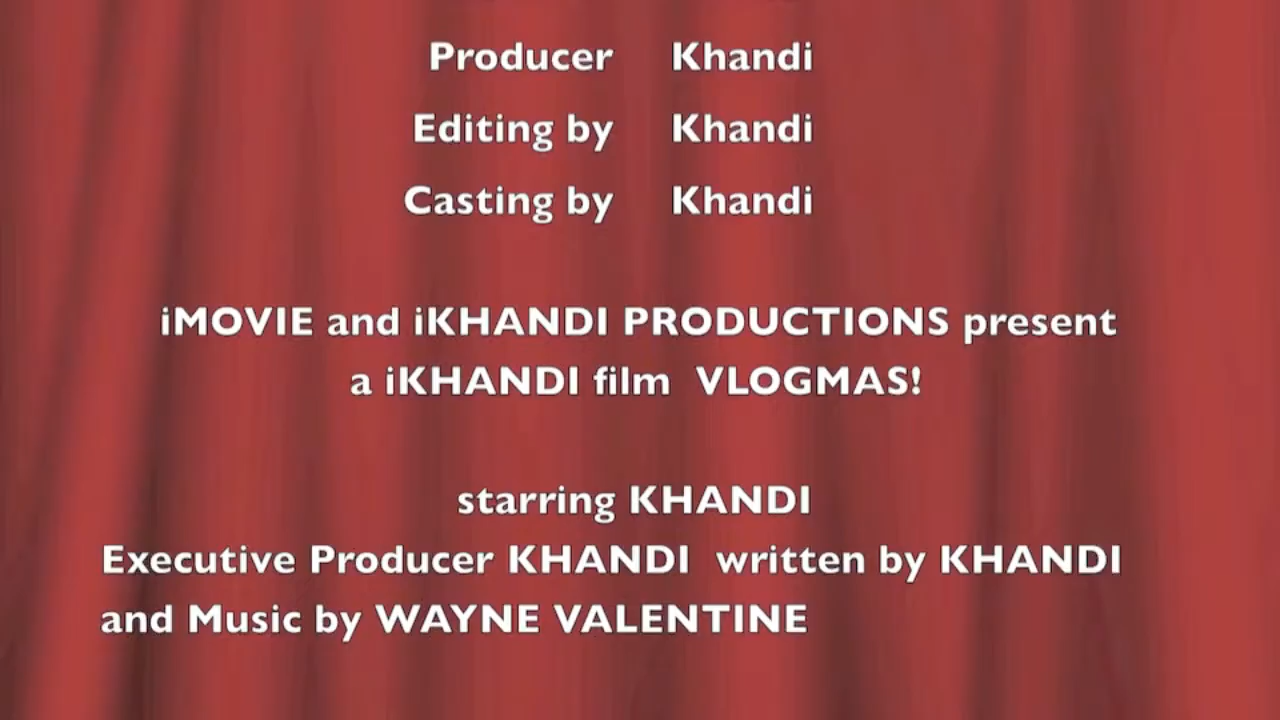 Producer Khandi
Editing by Khandi
Casting by Khandi
iMOVIE and iKHANDI PRODUCTIONS present
a iKHANDI film VLOGMAS!
starring KHANDI
Executive Producer KHANDI written by KHANDI
and Music by WAYNE VALENTINE